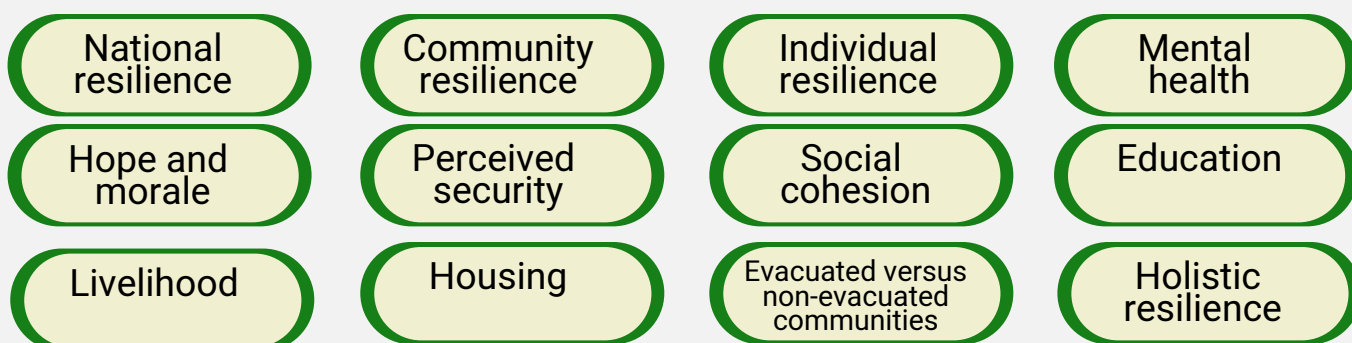 National
resilience
Community
resilience
Individual
resilience
Mental
health
Hope and
morale
Perceived
security
Social
cohesion
Education
Livelihood
Housing
Evacuated versus
non-evacuated
communities
Holistic
resilience